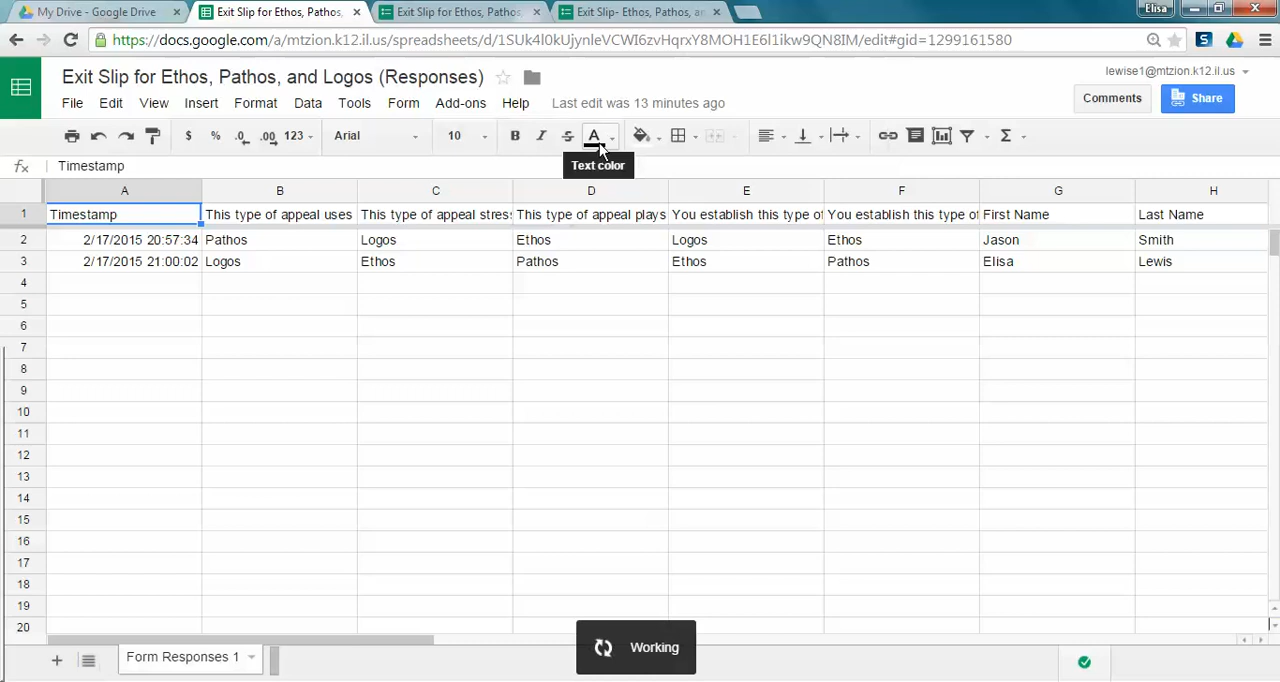 My Drive - Google Drive × Exit Slip for Ethos, Pathos, × Exit Slip for Ethos, Pathos, × Exit Slip- Ethos, Pathos, an × Elisa
https://docs.google.com/a/mtzion.k12.il.us/spreadsheets/d/1SUk4l0kUjynleVCWI6zvHqrxY8MOH1E6I1ikw9QN8IM/edit#gid=1299161580
Exit Slip for Ethos, Pathos, and Logos (Responses)
lewise1@mtzion.k12.il.us
File Edit View Insert Format Data Tools Form Add-ons Help Last edit was 13 minutes ago
Comments Share
$ % .0 .00 123 Arial 10 B I S A Σ
fx Timestamp
Text color
A B C D E F G H
1 Timestamp This type of appeal uses This type of appeal stres This type of appeal plays You establish this type of You establish this type of First Name Last Name
2 2/17/2015 20:57:34 Pathos Logos Ethos Logos Ethos Jason Smith
3 2/17/2015 21:00:02 Logos Ethos Pathos Ethos Pathos Elisa Lewis
4
5
6
7
8
9
10
11
12
13
14
15
16
17
18
19
20
Working
+ Form Responses 1